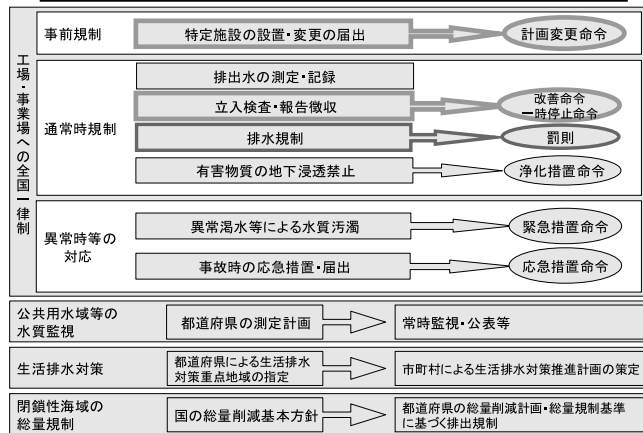 工場・事業場への全国一律制
事前規制
特定施設の設置・変更の届出
計画変更命令
通常時規制
排出水の測定・記録
立入検査・報告徴収
改善命令
一時停止命令
排水規制
罰則
有害物質の地下浸透禁止
浄化措置命令
異常時等の
対応
異常渇水等による水質汚濁
緊急措置命令
事故時の応急措置・届出
応急措置命令
公共用水域等の
水質監視
都道府県の測定計画
常時監視・公表等
生活排水対策
都道府県による生活排水
対策重点地域の指定
市町村による生活排水対策推進計画の策定
閉鎖性海域の
総量規制
国の総量削減基本方針
都道府県の総量削減計画・総量規制基準
に基づく排出規制